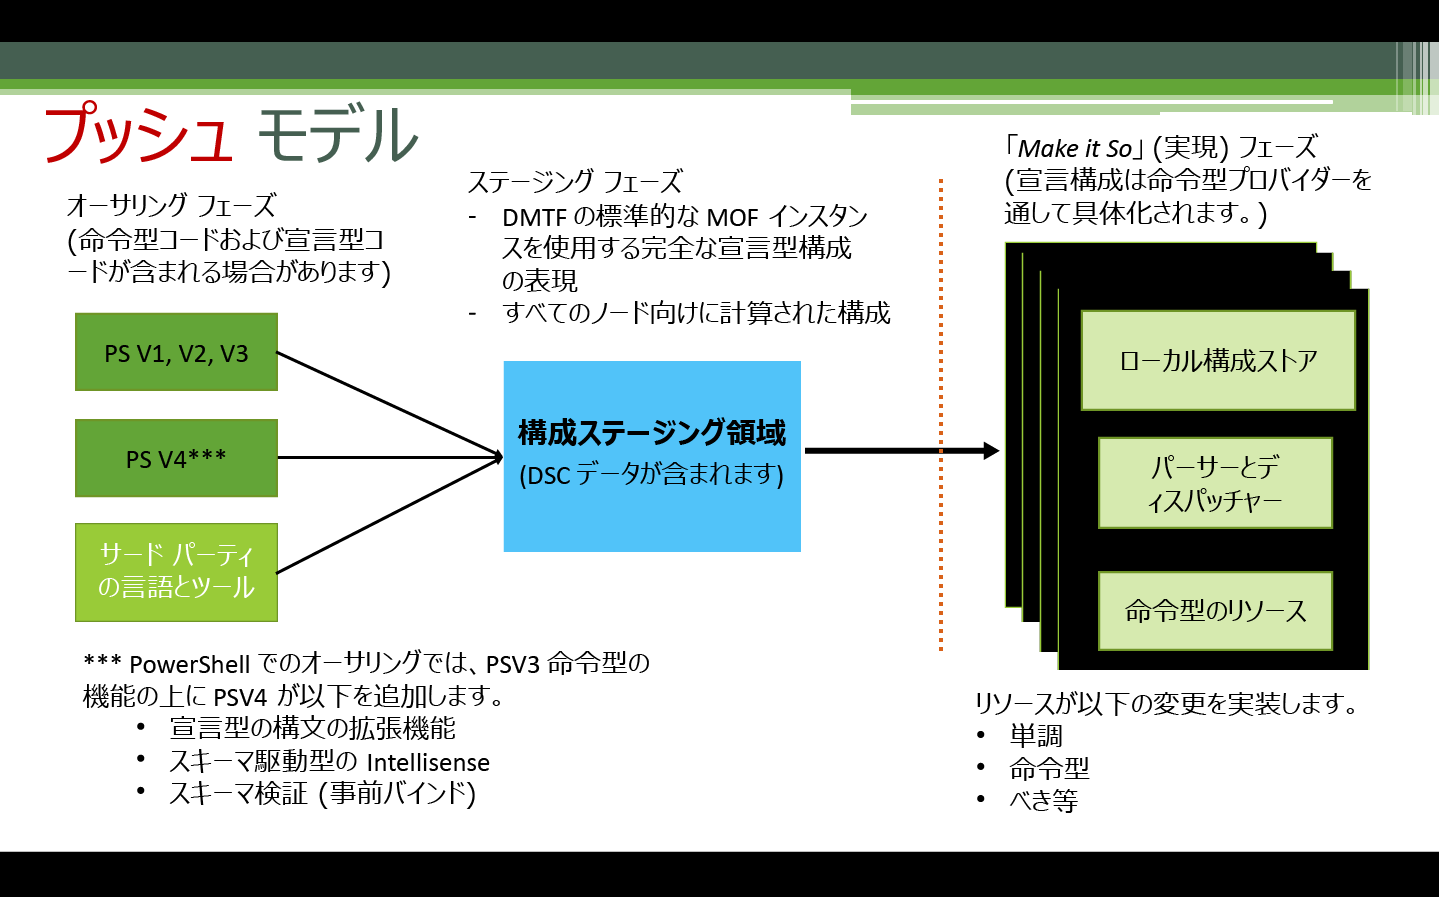 プッシュ モデル
オーサリング フェーズ
(命令型コードおよび宣言型コ
ードが含まれる場合があります)
PS V1, V2, V3
PS V4***
サード パーティ
の言語とツール
ステージング フェーズ
- DMTF の標準的な MOF インスタン
スを使用する完全な宣言型構成
の表現
- すべてのノード向けに計算された構成
構成ステージング領域
(DSC データが含まれます)
「Make it So」 (実現) フェーズ
(宣言構成は命令型プロバイダーを
通して具体化されます。)
ローカル構成ストア
パーサーとデ
ィスパッチャー
命令型のリソース
*** PowerShell でのオーサリングでは、PSV3 命令型の
機能の上に PSV4 が以下を追加します。
• 宣言型の構文の拡張機能
• スキーマ駆動型の Intellisense
• スキーマ検証 (事前バインド)
リソースが以下の変更を実装します。
• 単調
• 命令型
• べき等